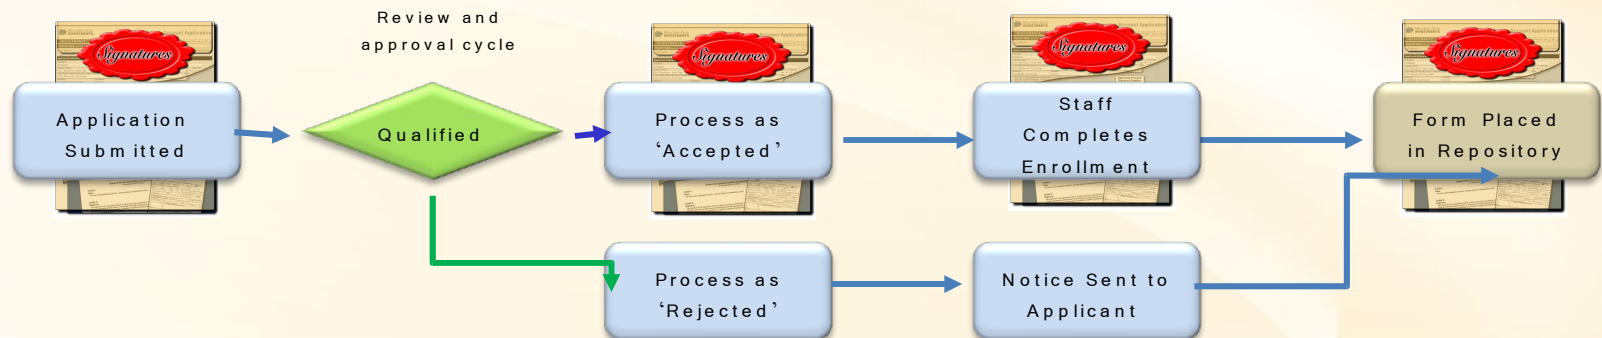 Review and
approval cycle
Signatures
Signatures
Signatures
Signatures
Application
Submitted
Qualified
Process as
‘Accepted’
Staff
Completes
Enrollment
Form Placed
in Repository
Process as
‘Rejected’
Notice Sent to
Applicant